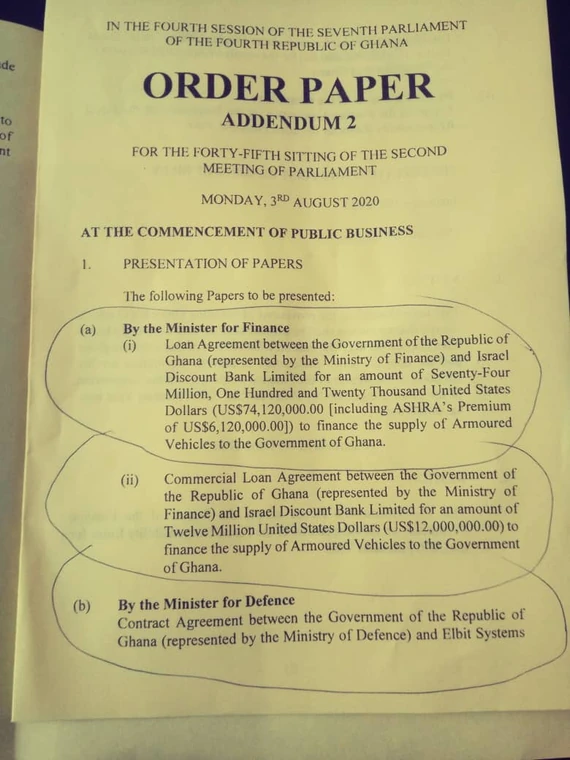 ide
to
of
nt
IN THE FOURTH SESSION OF THE SEVENTH PARLIAMENT
OF THE FOURTH REPUBLIC OF GHANA
ORDER PAPER
ADDENDUM 2
FOR THE FORTY-FIFTH SITTING OF THE SECOND
MEETING OF PARLIAMENT
MONDAY, 3RD AUGUST 2020
AT THE COMMENCEMENT OF PUBLIC BUSINESS
1. PRESENTATION OF PAPERS
The following Papers to be presented:
(a) By the Minister for Finance
(i) Loan Agreement between the Government of the Republic of
Ghana (represented by the Ministry of Finance) and Israel
Discount Bank Limited for an amount of Seventy-Four
Million, One Hundred and Twenty Thousand United States
Dollars (US$74,120,000.00 [including ASHRA's Premium
of US$6,120,000.00]) to finance the supply of Armoured
Vehicles to the Government of Ghana.
(ii) Commercial Loan Agreement between the Government of
the Republic of Ghana (represented by the Ministry of
Finance) and Israel Discount Bank Limited for an amount of
Twelve Million United States Dollars (US$12,000,000.00) to
finance the supply of Armoured Vehicles to the Government
of Ghana.
(b) By the Minister for Defence
Contract Agreement between the Government of the Republic of
Ghana (represented by the Ministry of Defence) and Elbit Systems